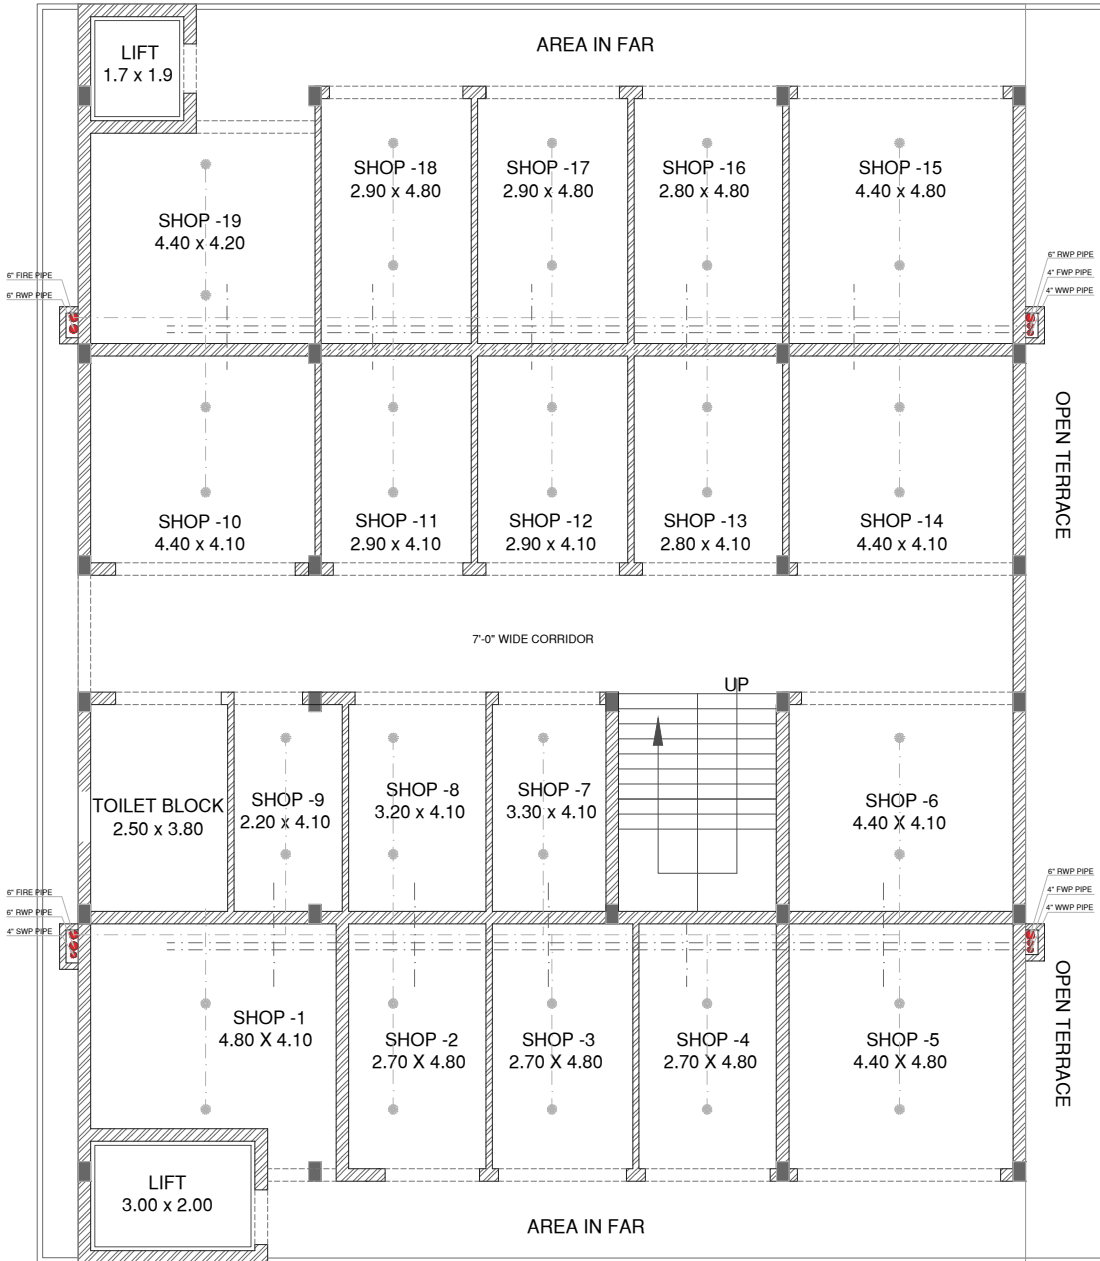 AREA IN FAR
LIFT
1.7 x 1.9
SHOP -18
2.90 x 4.80
SHOP -17
2.90 x 4.80
SHOP -16
2.80 x 4.80
SHOP -15
4.40 x 4.80
SHOP -19
4.40 x 4.20
6" FIRE PIPE
6" RWP PIPE
6" RWP PIPE
4" FWP PIPE
4" WWP PIPE
OPEN TERRACE
SHOP -10
4.40 x 4.10
SHOP -11
2.90 x 4.10
SHOP -12
2.90 x 4.10
SHOP -13
2.80 x 4.10
SHOP -14
4.40 x 4.10
7'-0" WIDE CORRIDOR
UP
TOILET BLOCK
2.50 x 3.80
SHOP -9
2.20 x 4.10
SHOP -8
3.20 x 4.10
SHOP -7
3.30 x 4.10
SHOP -6
4.40 X 4.10
6" FIRE PIPE
6" RWP PIPE
4" SWP PIPE
6" RWP PIPE
4" FWP PIPE
4" WWP PIPE
OPEN TERRACE
SHOP -1
4.80 X 4.10
SHOP -2
2.70 X 4.80
SHOP -3
2.70 X 4.80
SHOP -4
2.70 X 4.80
SHOP -5
4.40 X 4.80
LIFT
3.00 x 2.00
AREA IN FAR